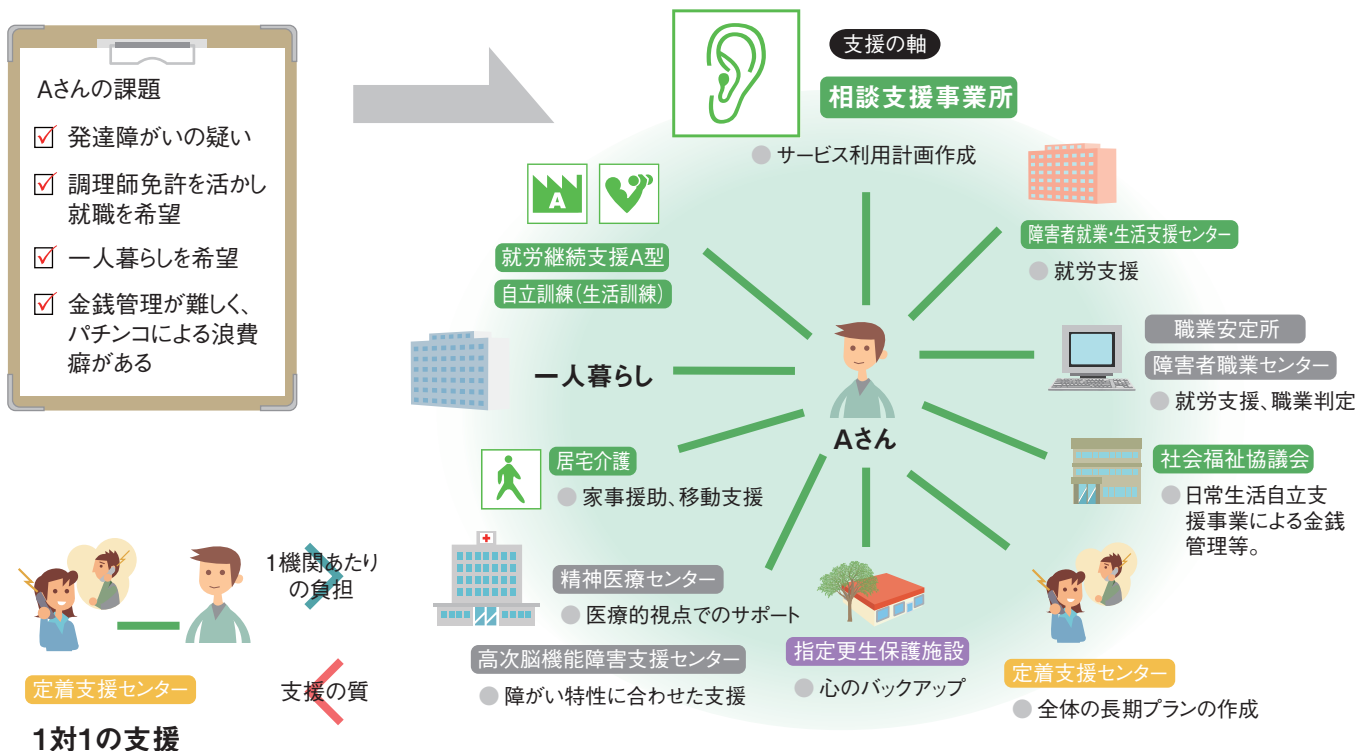 Aさんの課題
発達障がいの疑い
調理師免許を活かし
就職を希望
一人暮らしを希望
金銭管理が難しく、
パチンコによる浪費
癖がある
支援の軸
相談支援事業所
サービス利用計画作成
A
就労継続支援A型
自立訓練(生活訓練)
障害者就業・生活支援センター
就労支援
一人暮らし
職業安定所
障害者職業センター
就労支援、職業判定
Aさん
居宅介護
家事援助、移動支援
社会福祉協議会
日常生活自立支
援事業による金銭
管理等。
精神医療センター
医療的視点でのサポート
高次脳機能障害支援センター
障がい特性に合わせた支援
指定更生保護施設
心のバックアップ
定着支援センター
全体の長期プランの作成
1機関あたり
の負担
定着支援センター
支援の質
1対1の支援